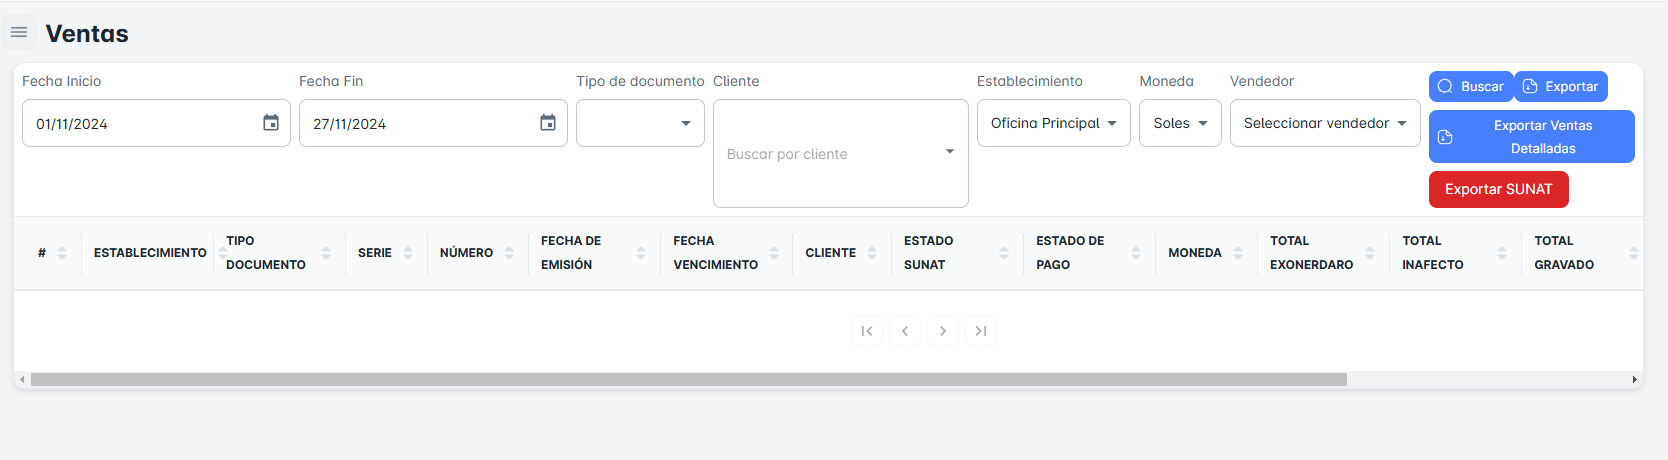 Ventas
Fecha Inicio
Fecha Fin
Tipo de documento
Cliente
Establecimiento
Moneda
Vendedor
01/11/2024
27/11/2024
Buscar por cliente
Oficina Principal
Soles
Seleccionar vendedor
Buscar
Exportar
Exportar Ventas
Detalladas
Exportar SUNAT
#
ESTABLECIMIENTO
TIPO
DOCUMENTO
SERIE
NÚMERO
FECHA DE
EMISIÓN
FECHA
VENCIMIENTO
CLIENTE
ESTADO
SUNAT
ESTADO DE
PAGO
MONEDA
TOTAL
EXONERDARO
TOTAL
INAFECTO
TOTAL
GRAVADO